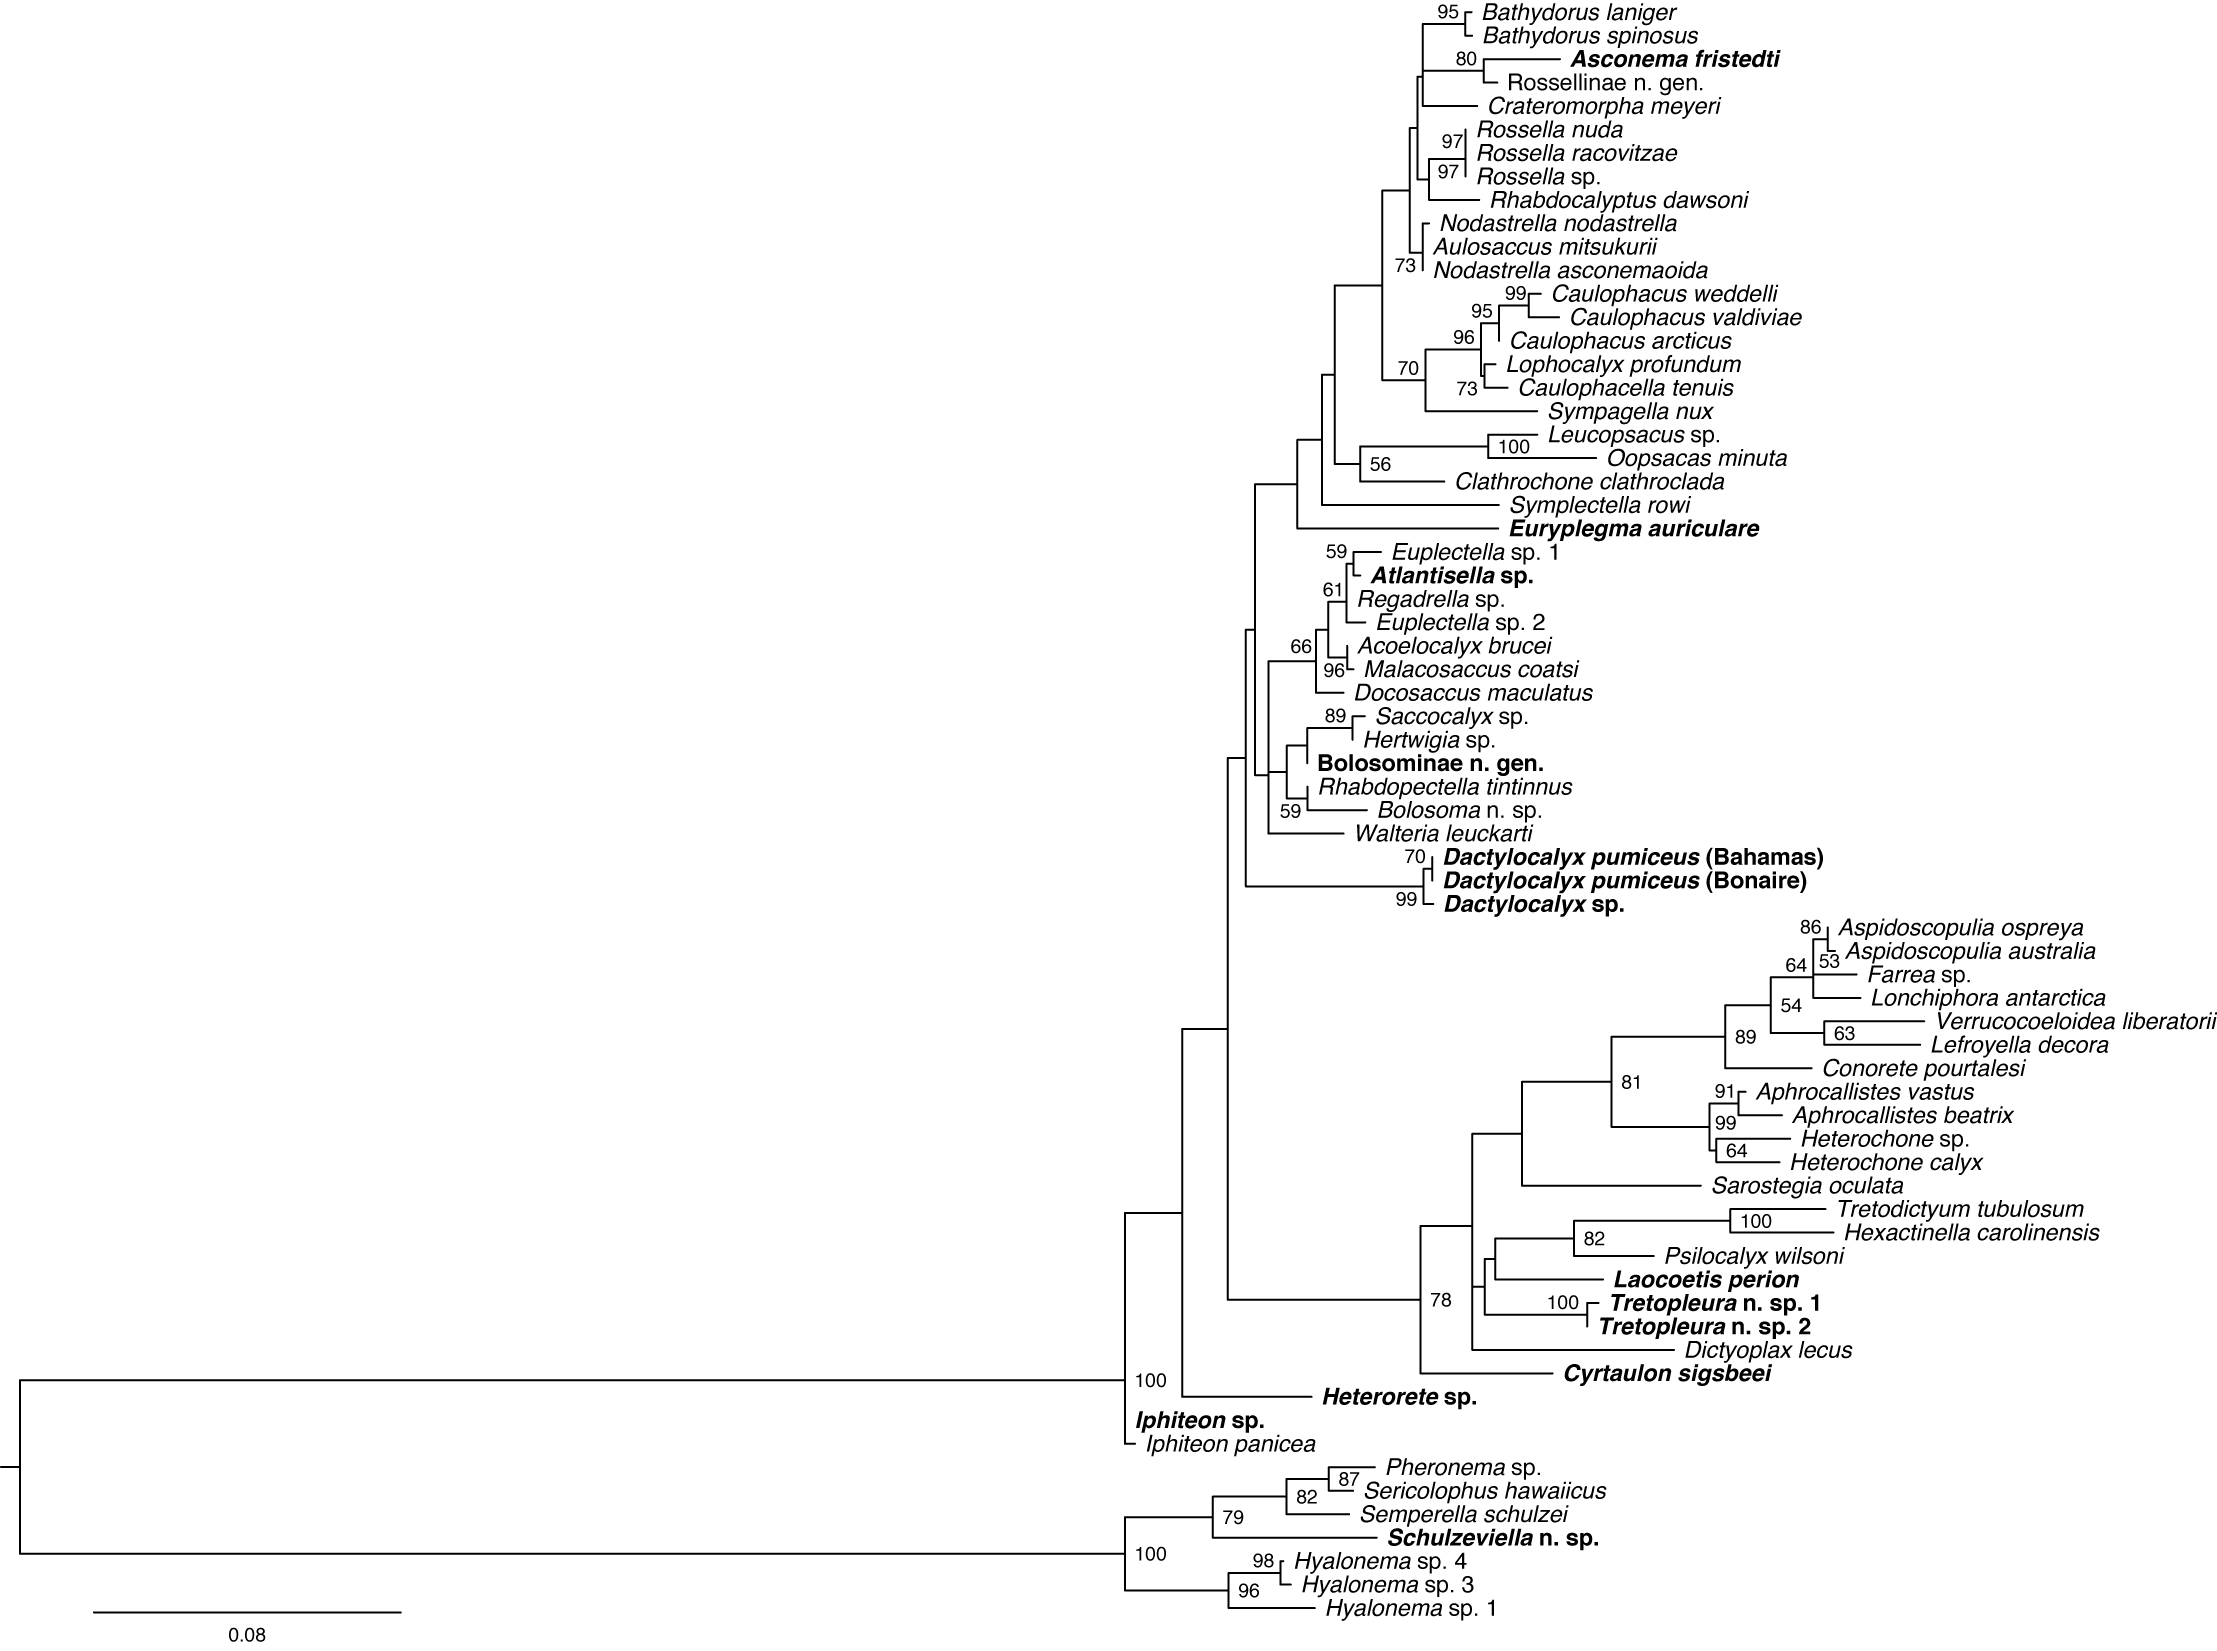 95 Bathydorus laniger
Bathydorus spinosus
80 Asconema fristedti
Rossellinae n. gen.
Crateromorpha meyeri
Rossella nuda
97 Rossella racovitzae
97 Rossella sp.
Rhabdocalyptus dawsoni
Nodastrella nodastrella
Aulosaccus mitsukurii
73 Nodastrella asconemaoida
99 Caulophacus weddelli
95 Caulophacus valdiviae
96 Caulophacus arcticus
70 Lophocalyx profundum
73 Caulophacella tenuis
Sympagella nux
Leucopsacus sp.
100
Oopsacas minuta
56
Clathrochone clathroclada
Symplectella rowi
Euryplegma auriculare
59 Euplectella sp. 1
Atlantisella sp.
61 Regadrella sp.
Euplectella sp. 2
66 Acoelocalyx brucei
96 Malacosaccus coatsi
Docosaccus maculatus
89 Saccocalyx sp.
Hertwigia sp.
Bolosominae n. gen.
Rhabdopectella tintinnus
59 Bolosoma n. sp.
Walteria leuckarti
70 Dactylocalyx pumiceus (Bahamas)
Dactylocalyx pumiceus (Bonaire)
99 Dactylocalyx sp.
86 Aspidoscopulia ospreya
Aspidoscopulia australia
64 53 Farrea sp.
Lonchiphora antarctica
54
Verrucocoeloidea liberatorii
89 63
Lefroyella decora
Conorete pourtalesi
81
91 Aphrocallistes vastus
Aphrocallistes beatrix
99
Heterochone sp.
64
Heterochone calyx
Sarostegia oculata
Tretodictyum tubulosum
100
Hexactinella carolinensis
82
Psilocalyx wilsoni
Laocoetis perion
78 100 Tretopleura n. sp. 1
Tretopleura n. sp. 2
Dictyoplax lecus
Cyrtaulon sigsbeei
100
Heterorete sp.
Iphiteon sp.
Iphiteon panicea
Pheronema sp.
87
Sericolophus hawaiicus
82
Semperella schulzei
79
Schulzeviella n. sp.
100
98 Hyalonema sp. 4
Hyalonema sp. 3
96
Hyalonema sp. 1
0.08